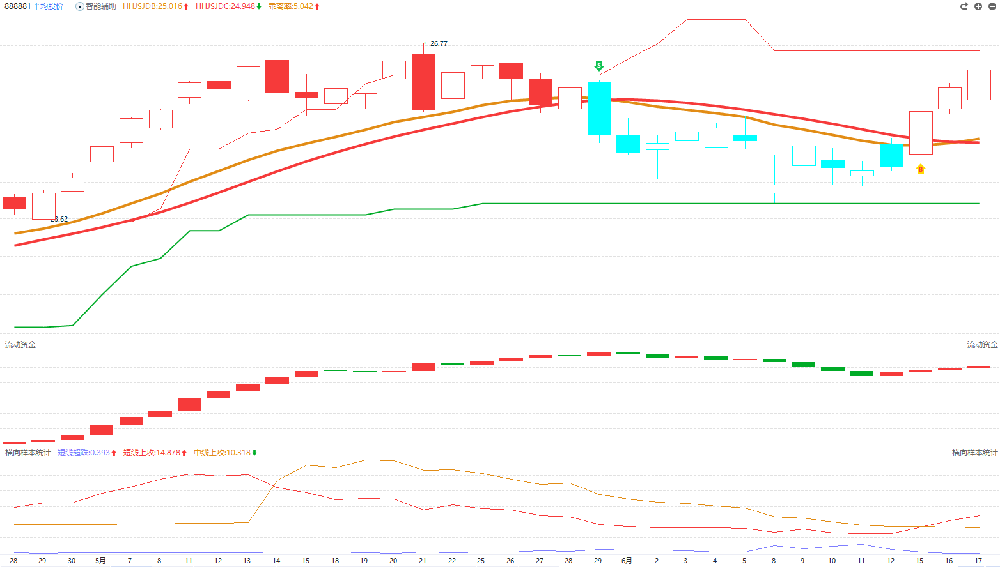 888881 平均股价 智能辅助 HHJSJDB:25.016 HHJSJDC:24.948 乖离率:5.042
26.77
S
B
23.62
流动资金 流动资金
横向样本统计 短线超跌:0.393 短线上攻:14.878 中线上攻:10.318 横向样本统计
28 29 30 5月 7 8 11 12 13 14 15 18 19 20 21 22 25 26 27 28 29 6月 2 3 4 5 8 9 10 11 12 15 16 17